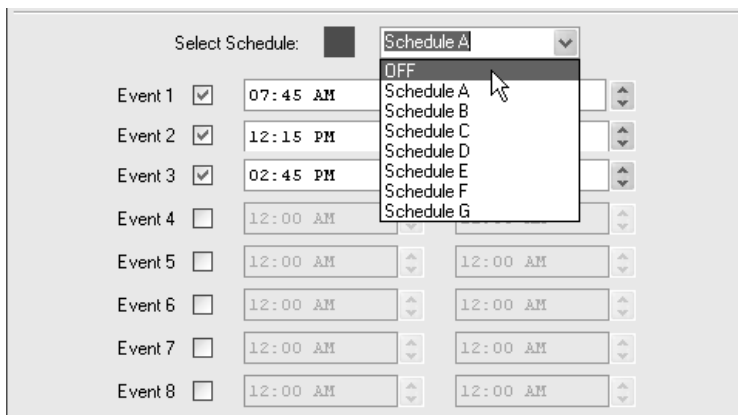 Select Schedule: Schedule A
OFF
Event 1 07:45 AM Schedule A
Schedule B
Event 2 12:15 PM Schedule C
Schedule D
Event 3 02:45 PM Schedule E
Schedule F
Event 4 12:00 AM Schedule G
Event 5 12:00 AM 12:00 AM
Event 6 12:00 AM 12:00 AM
Event 7 12:00 AM 12:00 AM
Event 8 12:00 AM 12:00 AM